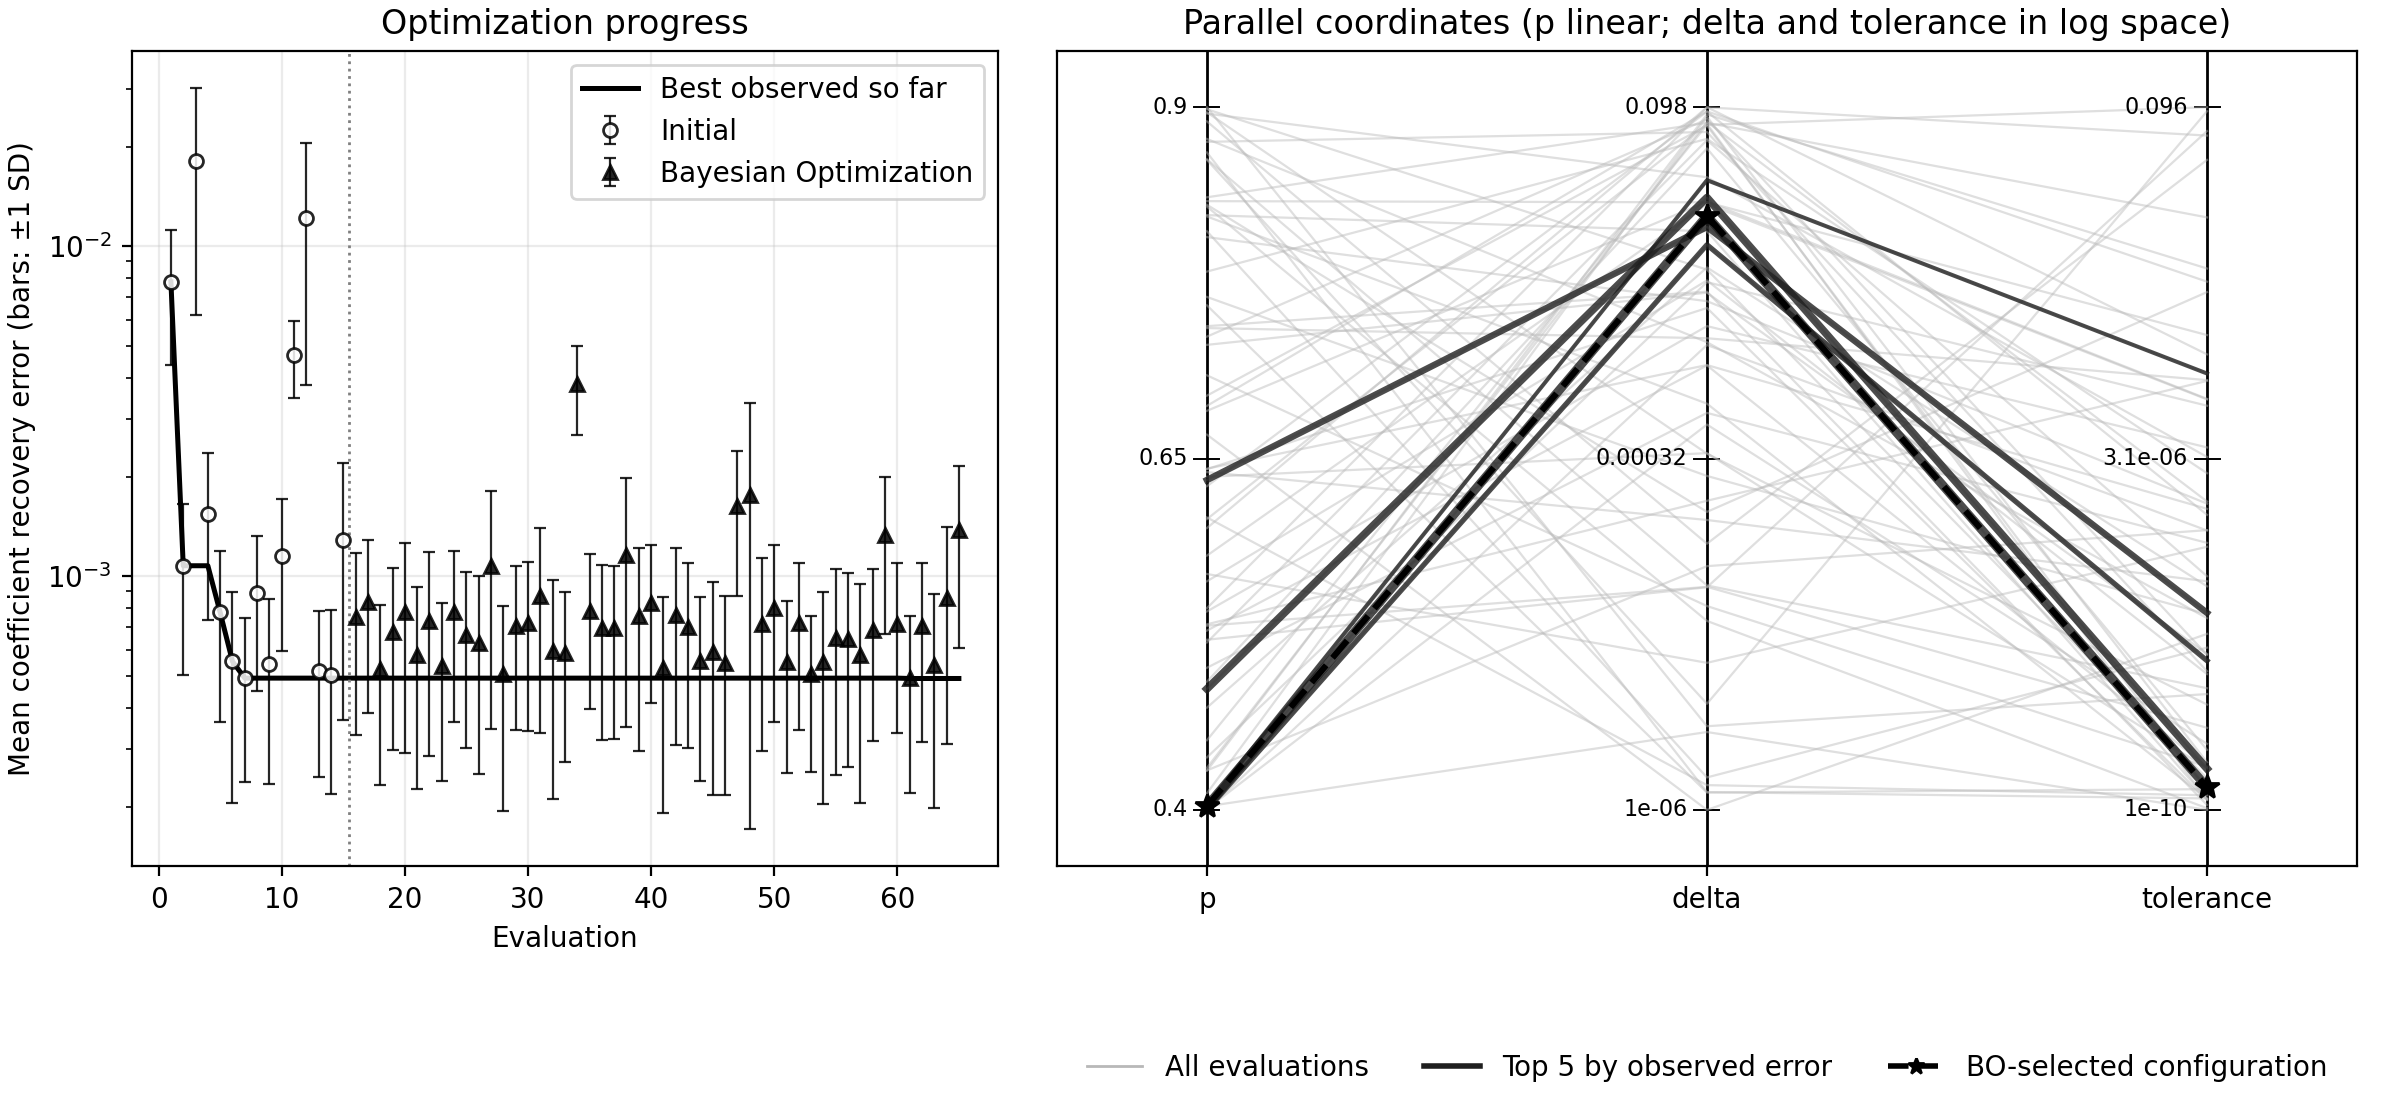 Optimization progress
Mean coefficient recovery error (bars: ±1 SD)
10⁻²
10⁻³
Best observed so far
Initial
Bayesian Optimization
0 10 20 30 40 50 60
Evaluation
Parallel coordinates (p linear; delta and tolerance in log space)
0.9 0.098 0.096
0.65 0.00032 3.1e-06
0.4 1e-06 1e-10
p delta tolerance
All evaluations Top 5 by observed error BO-selected configuration